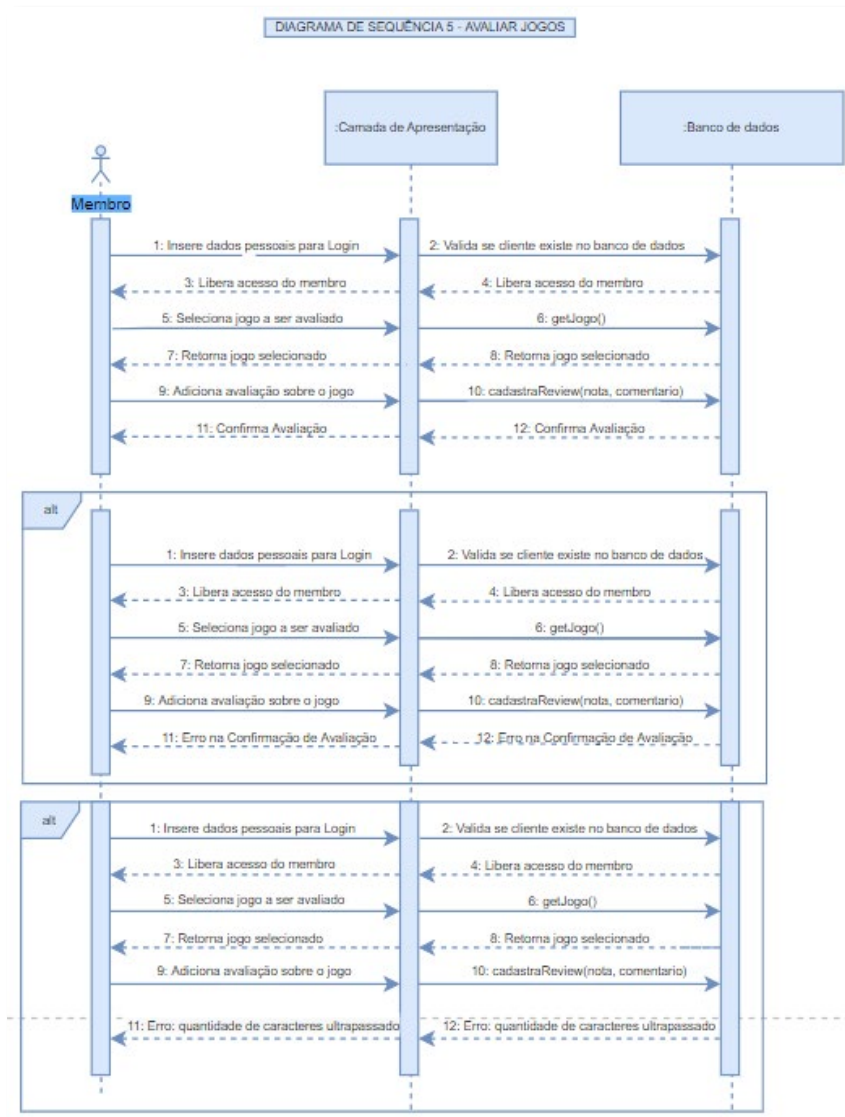 DIAGRAMA DE SEQUÊNCIA 5 - AVALIAR JOGOS
:Camada de Apresentação
:Banco de dados
Membro
1: Insere dados pessoais para Login
2: Valida se cliente existe no banco de dados
3: Libera acesso do membro
4: Libera acesso do membro
5: Seleciona jogo a ser avaliado
6: getJogo()
7: Retorna jogo selecionado
8: Retorna jogo selecionado
9: Adiciona avaliação sobre o jogo
10: cadastraReview(nota, comentario)
11: Confirma Avaliação
12: Confirma Avaliação
alt
1: Insere dados pessoais para Login
2: Valida se cliente existe no banco de dados
3: Libera acesso do membro
4: Libera acesso do membro
5: Seleciona jogo a ser avaliado
6: getJogo()
7: Retorna jogo selecionado
8: Retorna jogo selecionado
9: Adiciona avaliação sobre o jogo
10: cadastraReview(nota, comentario)
11: Erro na Confirmação de Avaliação
12: Erro na Confirmação de Avaliação
alt
1: Insere dados pessoais para Login
2: Valida se cliente existe no banco de dados
3: Libera acesso do membro
4: Libera acesso do membro
5: Seleciona jogo a ser avaliado
6: getJogo()
7: Retorna jogo selecionado
8: Retorna jogo selecionado
9: Adiciona avaliação sobre o jogo
10: cadastraReview(nota, comentario)
11: Erro: quantidade de caracteres ultrapassado
12: Erro: quantidade de caracteres ultrapassado